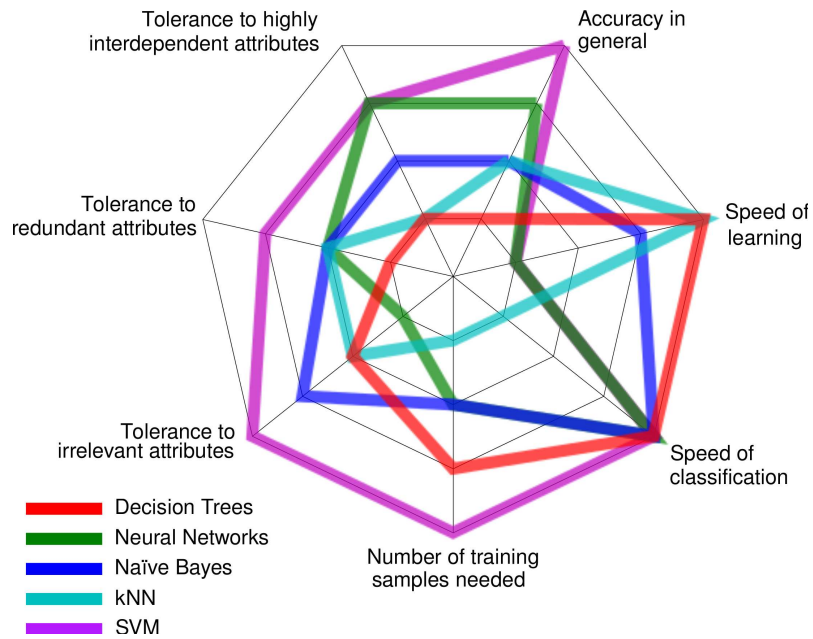 Tolerance to highly
interdependent attributes
Accuracy in
general
Tolerance to
redundant attributes
Speed of
learning
Tolerance to
irrelevant attributes
Speed of
classification
Number of training
samples needed
Decision Trees
Neural Networks
Naïve Bayes
kNN
SVM